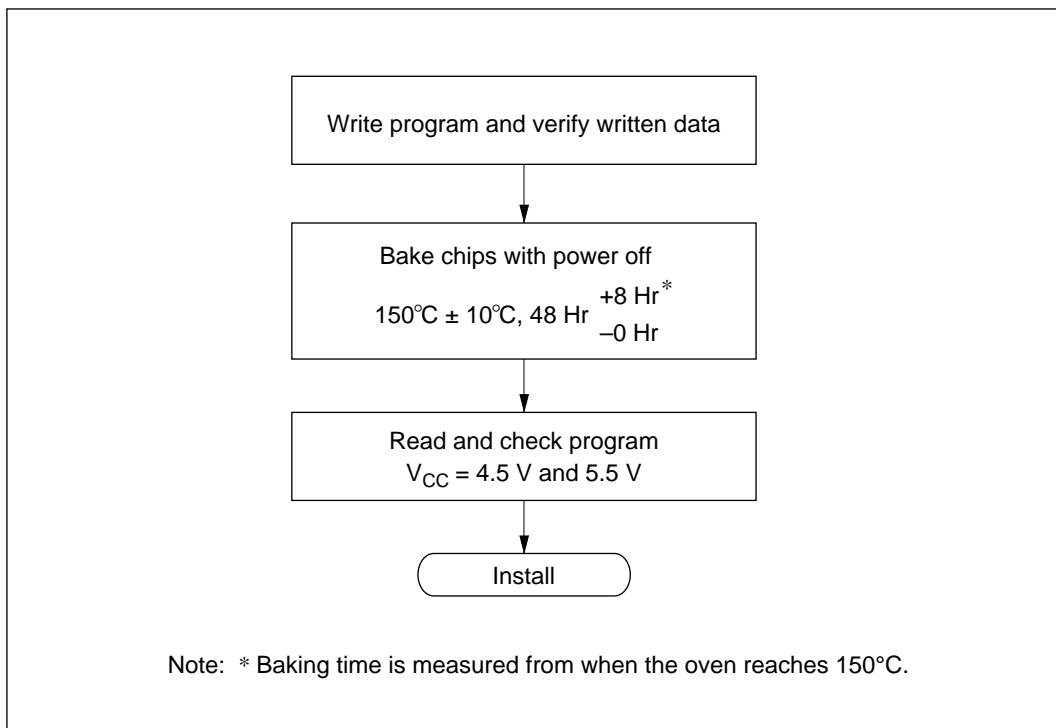 Write program and verify written data
Bake chips with power off
150°C ± 10°C, 48 Hr +8 Hr*
–0 Hr
Read and check program
VCC = 4.5 V and 5.5 V
Install
Note: * Baking time is measured from when the oven reaches 150°C.